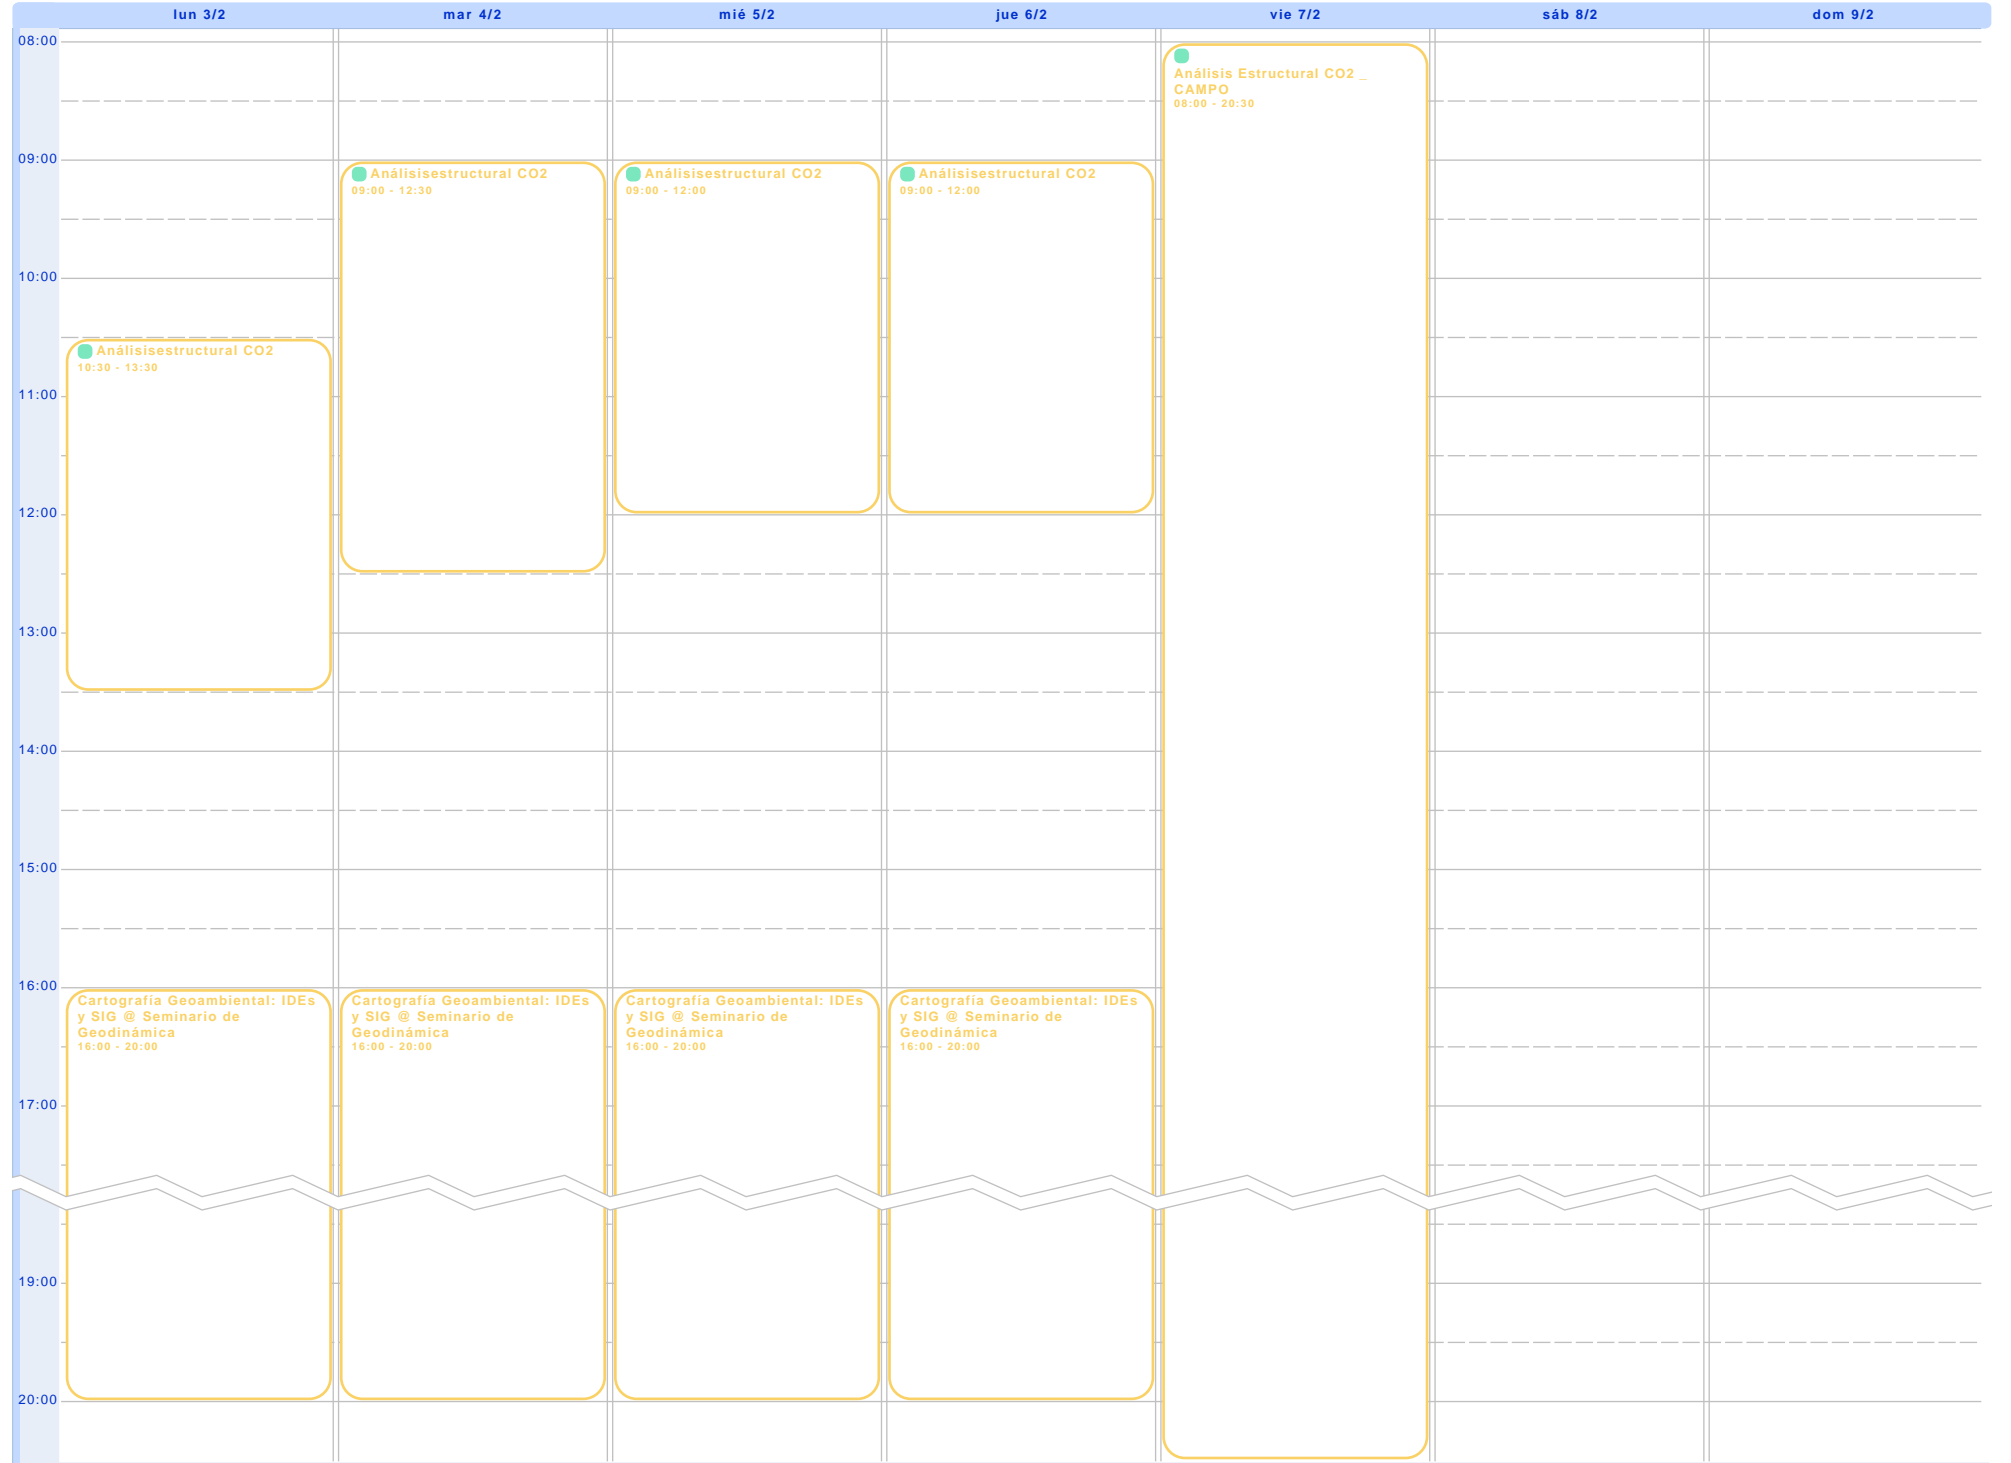 lun 3/2
mar 4/2
mié 5/2
jue 6/2
vie 7/2
sáb 8/2
dom 9/2
08:00
09:00
10:00
11:00
12:00
13:00
14:00
15:00
16:00
17:00
19:00
20:00
Análisisestructural CO2
10:30 - 13:30
Cartografía Geoambiental: IDEs
y SIG @ Seminario de
Geodinámica
16:00 - 20:00
Análisisestructural CO2
09:00 - 12:30
Cartografía Geoambiental: IDEs
y SIG @ Seminario de
Geodinámica
16:00 - 20:00
Análisisestructural CO2
09:00 - 12:00
Cartografía Geoambiental: IDEs
y SIG @ Seminario de
Geodinámica
16:00 - 20:00
Análisisestructural CO2
09:00 - 12:00
Cartografía Geoambiental: IDEs
y SIG @ Seminario de
Geodinámica
16:00 - 20:00
Análisis Estructural CO2 _
CAMPO
08:00 - 20:30